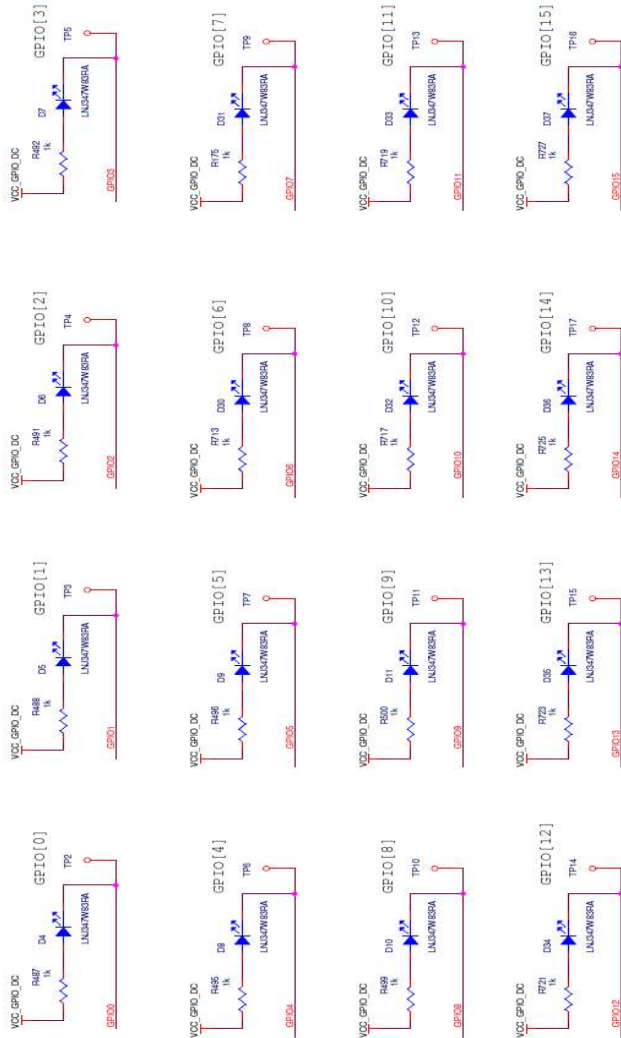 VCC_GPIO_DC
GPIO[0]
R487
1k
D4
LNJ347W83RA
TP2
GPIO0
VCC_GPIO_DC
GPIO[1]
R488
1k
D5
LNJ347W83RA
TP3
GPIO1
VCC_GPIO_DC
GPIO[2]
R491
1k
D6
LNJ347W83RA
TP4
GPIO2
VCC_GPIO_DC
GPIO[3]
R492
1k
D7
LNJ347W83RA
TP5
GPIO3
VCC_GPIO_DC
GPIO[4]
R495
1k
D8
LNJ347W83RA
TP6
GPIO4
VCC_GPIO_DC
GPIO[5]
R496
1k
D9
LNJ347W83RA
TP7
GPIO5
VCC_GPIO_DC
GPIO[6]
R713
1k
D30
LNJ347W83RA
TP8
GPIO6
VCC_GPIO_DC
GPIO[7]
R175
1k
D31
LNJ347W83RA
TP9
GPIO7
VCC_GPIO_DC
GPIO[8]
R499
1k
D10
LNJ347W83RA
TP10
GPIO8
VCC_GPIO_DC
GPIO[9]
R500
1k
D11
LNJ347W83RA
TP11
GPIO9
VCC_GPIO_DC
GPIO[10]
R717
1k
D32
LNJ347W83RA
TP12
GPIO10
VCC_GPIO_DC
GPIO[11]
R719
1k
D33
LNJ347W83RA
TP13
GPIO11
VCC_GPIO_DC
GPIO[12]
R721
1k
D34
LNJ347W83RA
TP14
GPIO12
VCC_GPIO_DC
GPIO[13]
R723
1k
D35
LNJ347W83RA
TP15
GPIO13
VCC_GPIO_DC
GPIO[14]
R725
1k
D36
LNJ347W83RA
TP17
GPIO14
VCC_GPIO_DC
GPIO[15]
R727
1k
D37
LNJ347W83RA
TP16
GPIO15